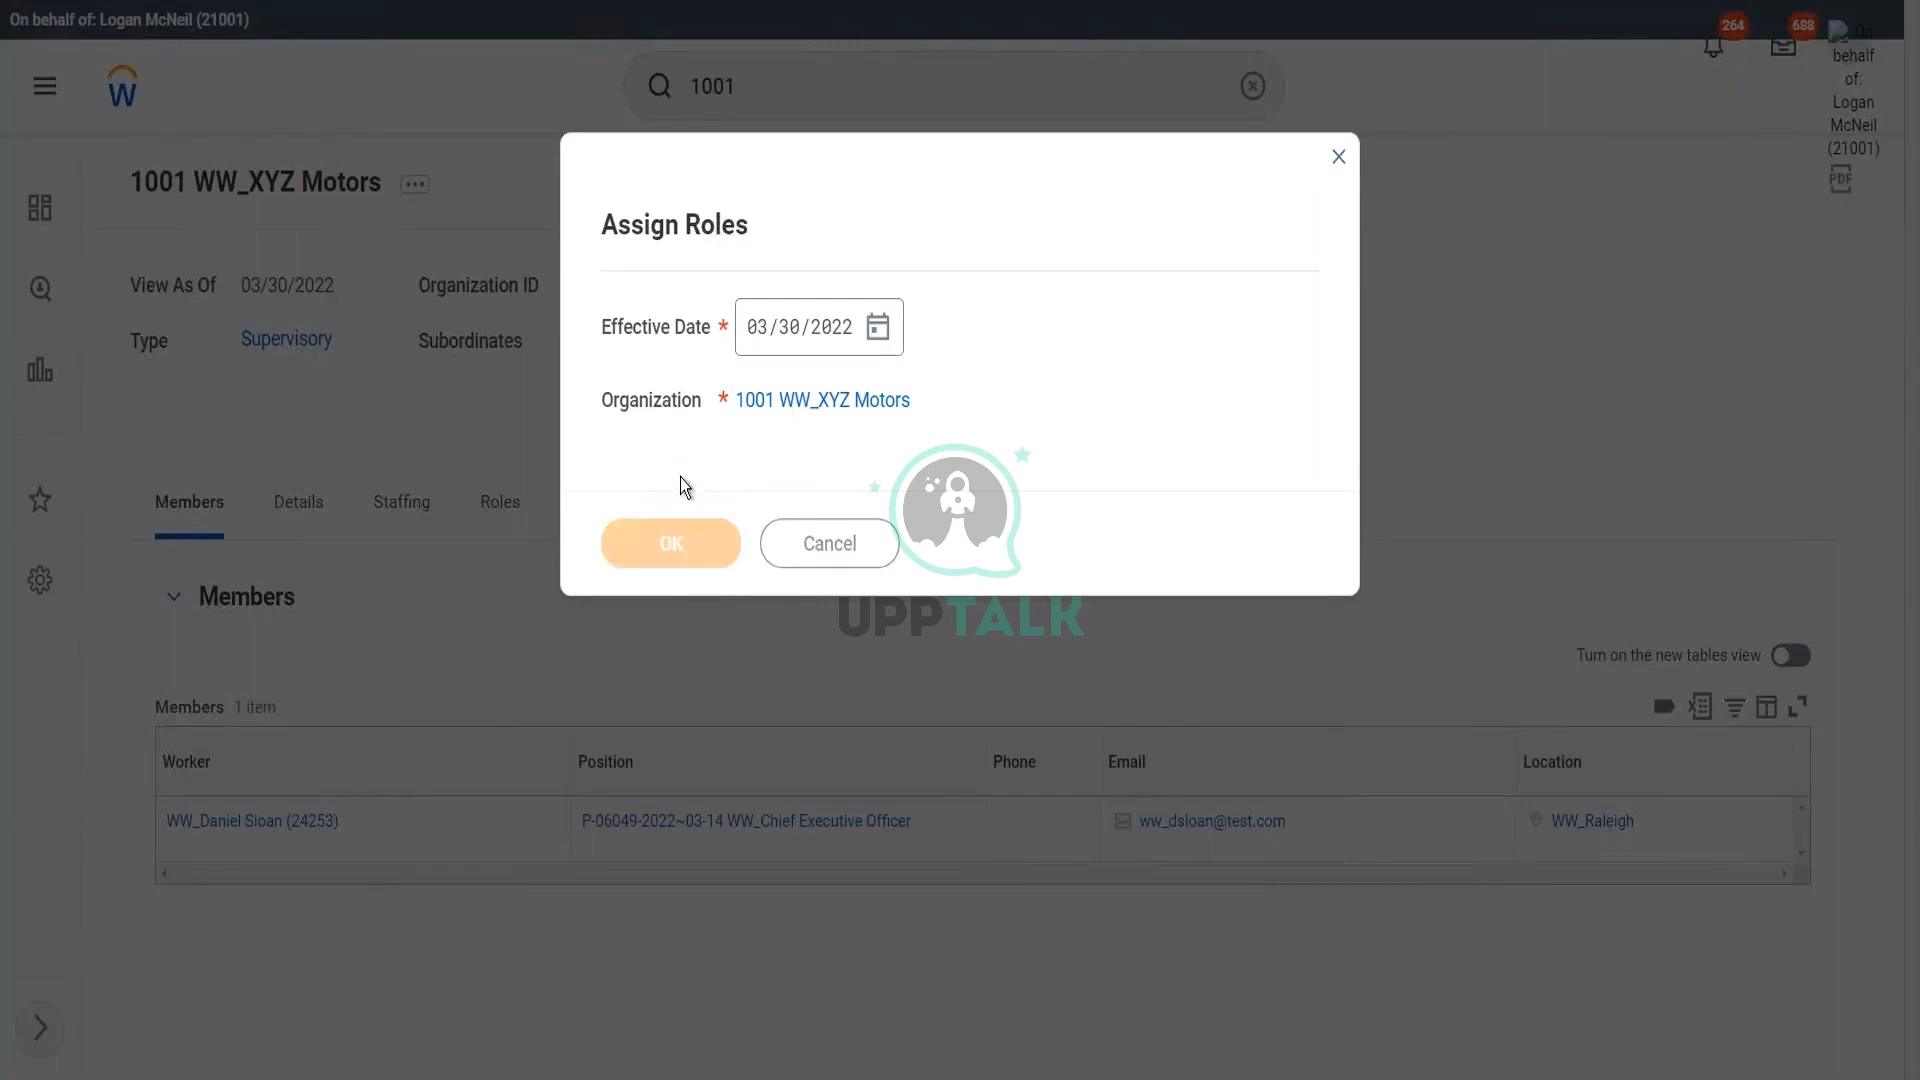 On behalf of: Logan McNeil (21001)
264
688
On
behalf
of:
Logan
McNeil
(21001)
W
1001
PDF
1001 WW_XYZ Motors
View As Of 03/30/2022 Organization ID
Type Supervisory Subordinates
Assign Roles
Effective Date * 03/30/2022
Organization * 1001 WW_XYZ Motors
OK Cancel
UPPTALK
Members Details Staffing Roles
Members
Turn on the new tables view
Members 1 item
Worker Position Phone Email Location
WW_Daniel Sloan (24253) P-06049-2022~03-14 WW_Chief Executive Officer ww_dsloan@test.com WW_Raleigh